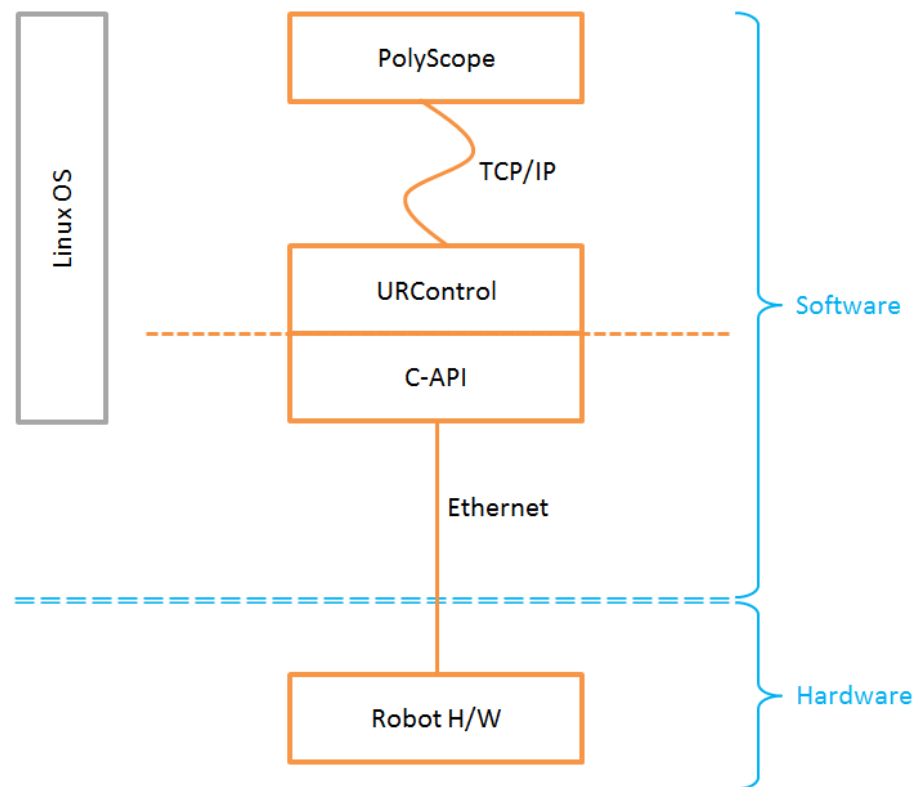 PolyScope
Linux OS
TCP/IP
URControl
Software
C-API
Ethernet
Robot H/W
Hardware